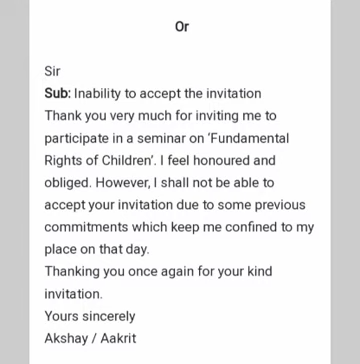 Or
Sir
Sub: Inability to accept the invitation
Thank you very much for inviting me to
participate in a seminar on ‘Fundamental
Rights of Children’. I feel honoured and
obliged. However, I shall not be able to
accept your invitation due to some previous
commitments which keep me confined to my
place on that day.
Thanking you once again for your kind
invitation.
Yours sincerely
Akshay / Aakrit